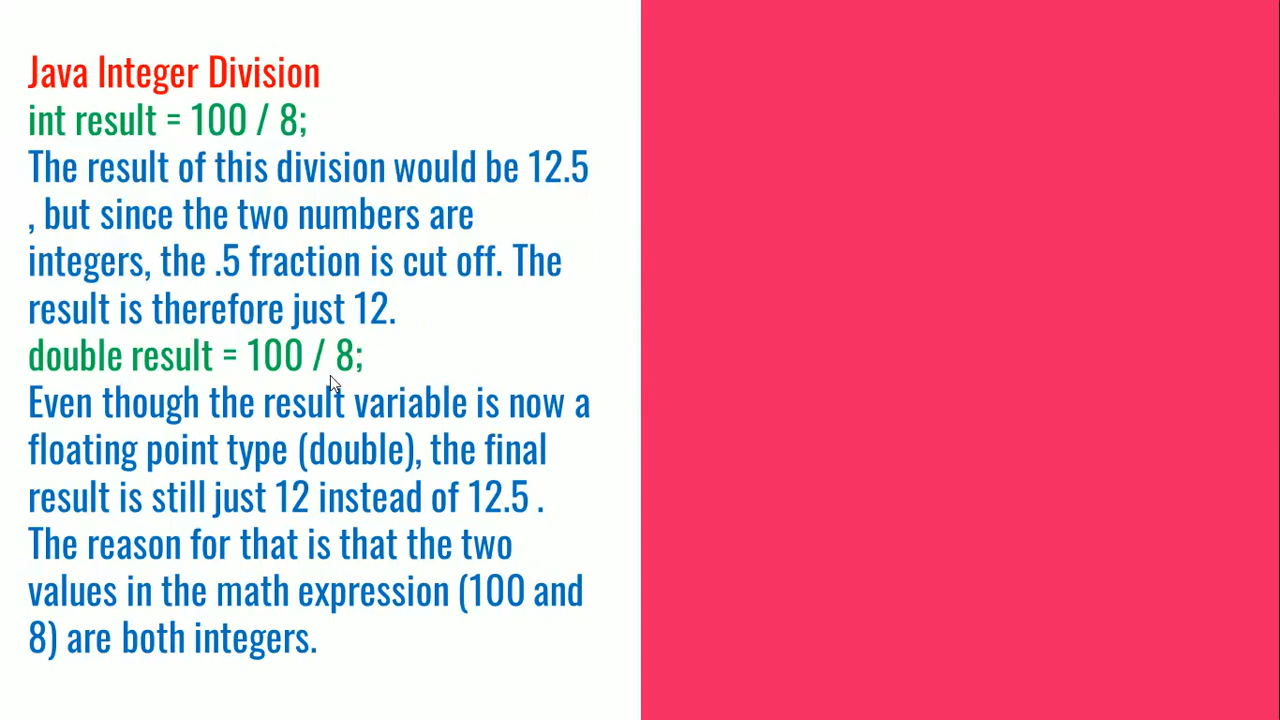 Java Integer Division
int result = 100 / 8;
The result of this division would be 12.5
, but since the two numbers are
integers, the .5 fraction is cut off. The
result is therefore just 12.
double result = 100 / 8;
Even though the result variable is now a
floating point type (double), the final
result is still just 12 instead of 12.5 .
The reason for that is that the two
values in the math expression (100 and
8) are both integers.